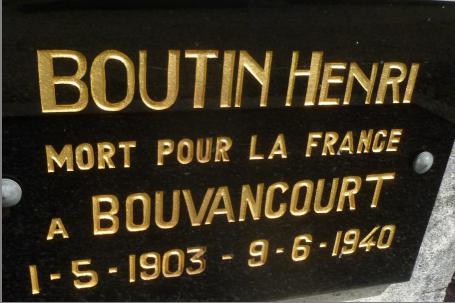 BOUTIN HENRI
MORT POUR LA FRANCE
A BOUVANCOURT
1-5-1903 - 9-6-1940